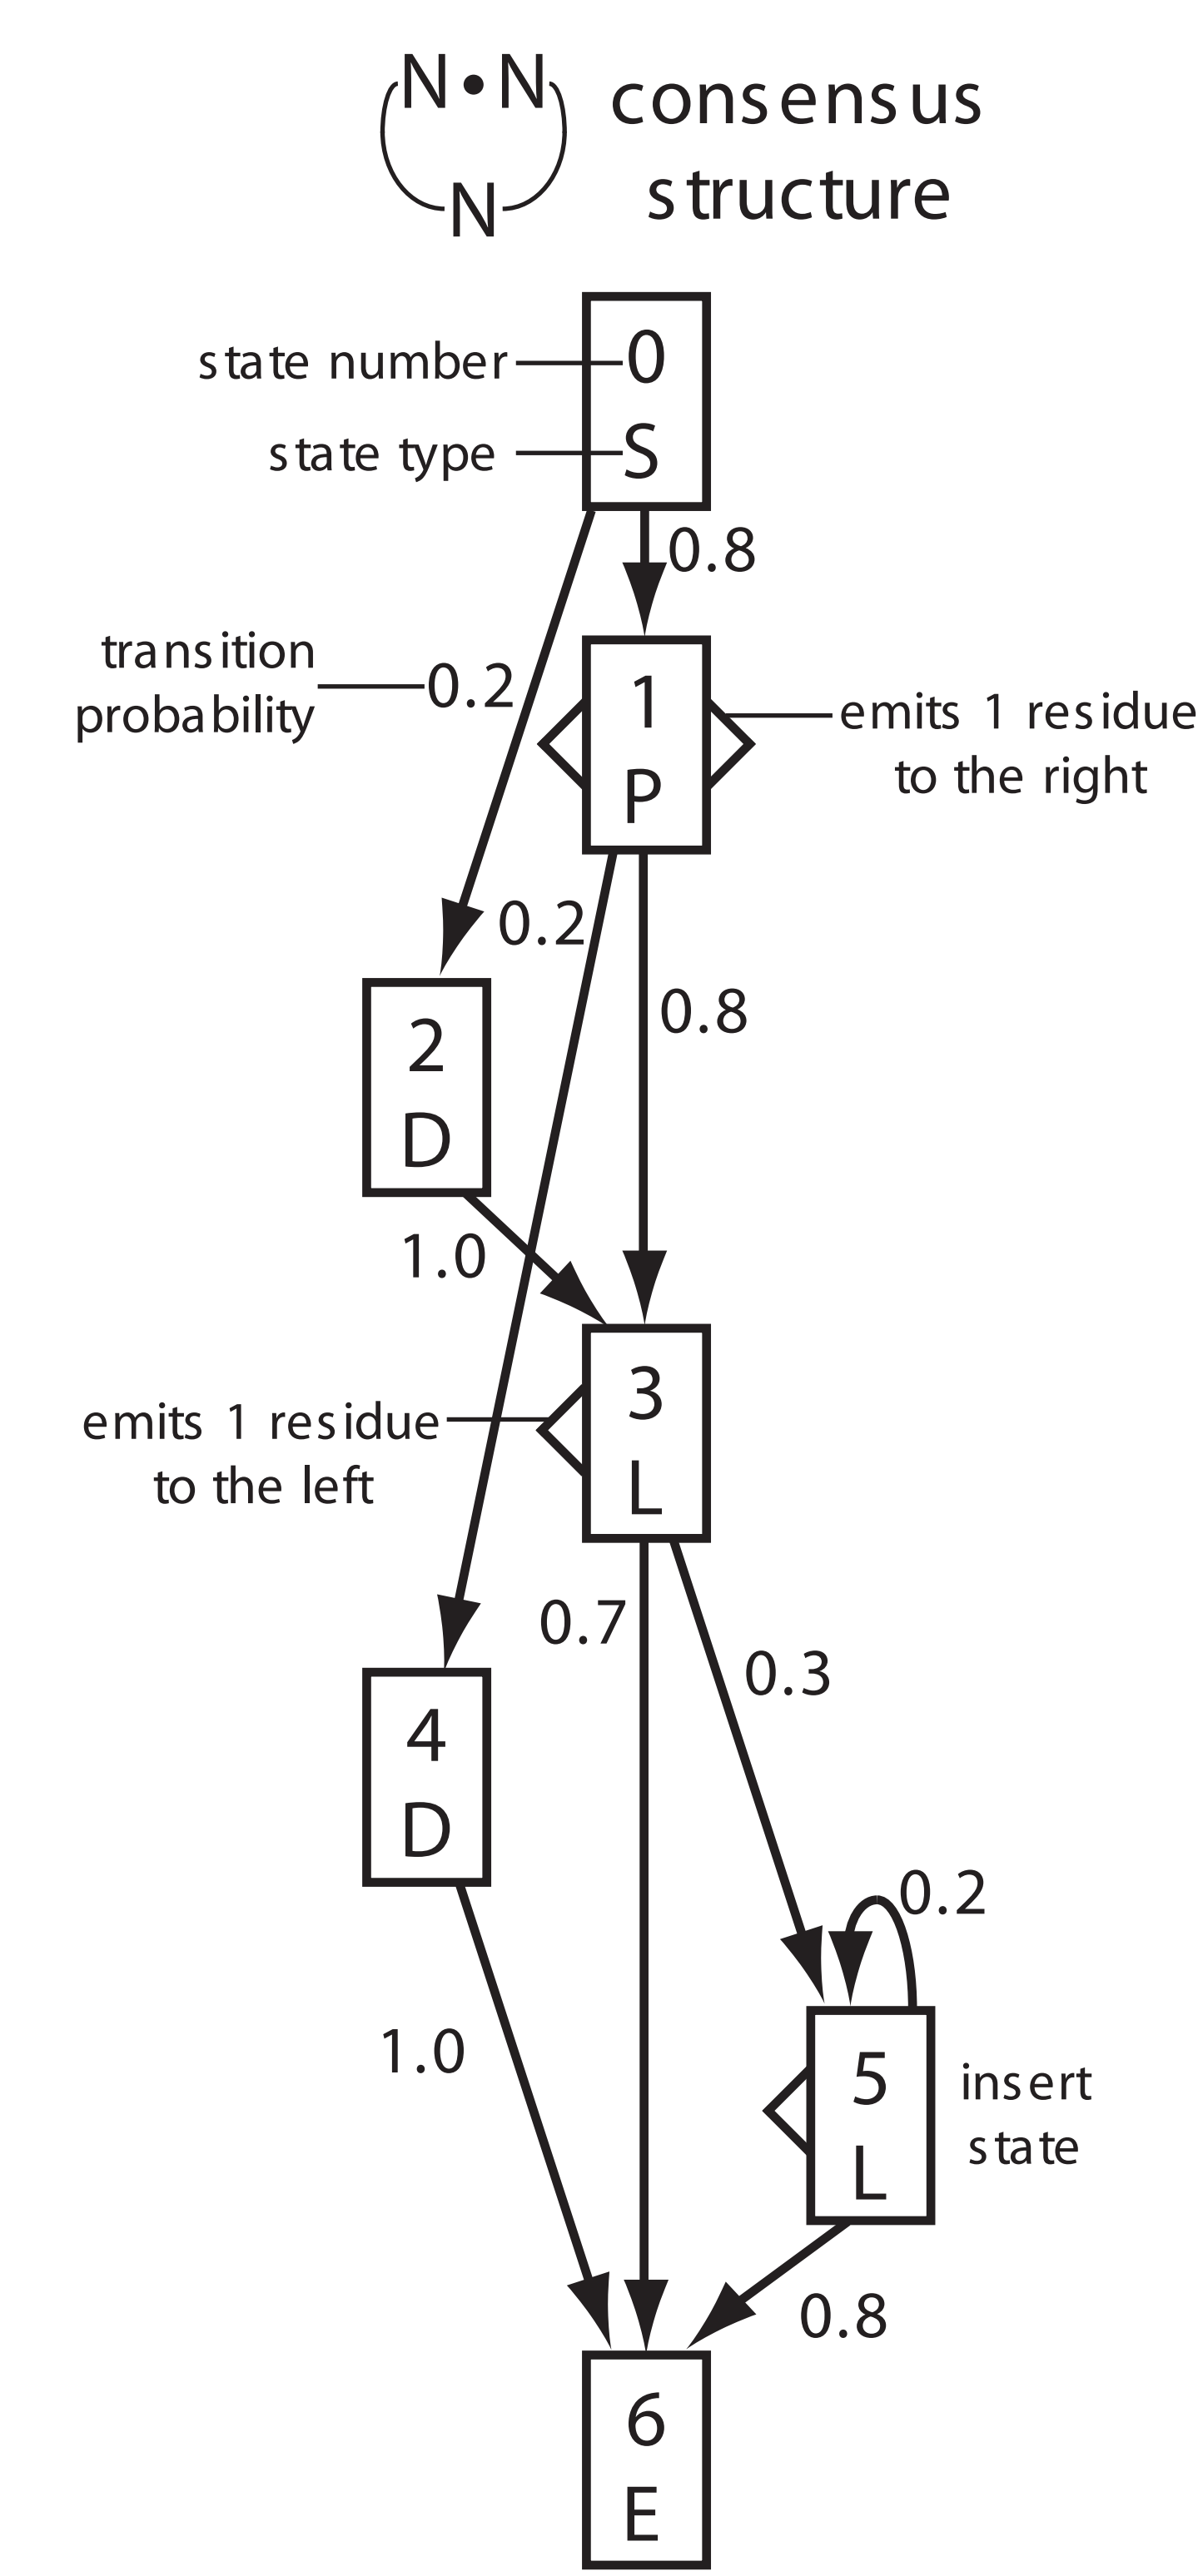 N•N
N
consensus
structure
state number
0
state type
S
0.8
transition
probability
0.2
1
P
emits 1 residue
to the right
0.2
0.8
2
D
1.0
3
L
emits 1 residue
to the left
0.7
0.3
4
D
0.2
1.0
5
L
insert
state
0.8
6
E